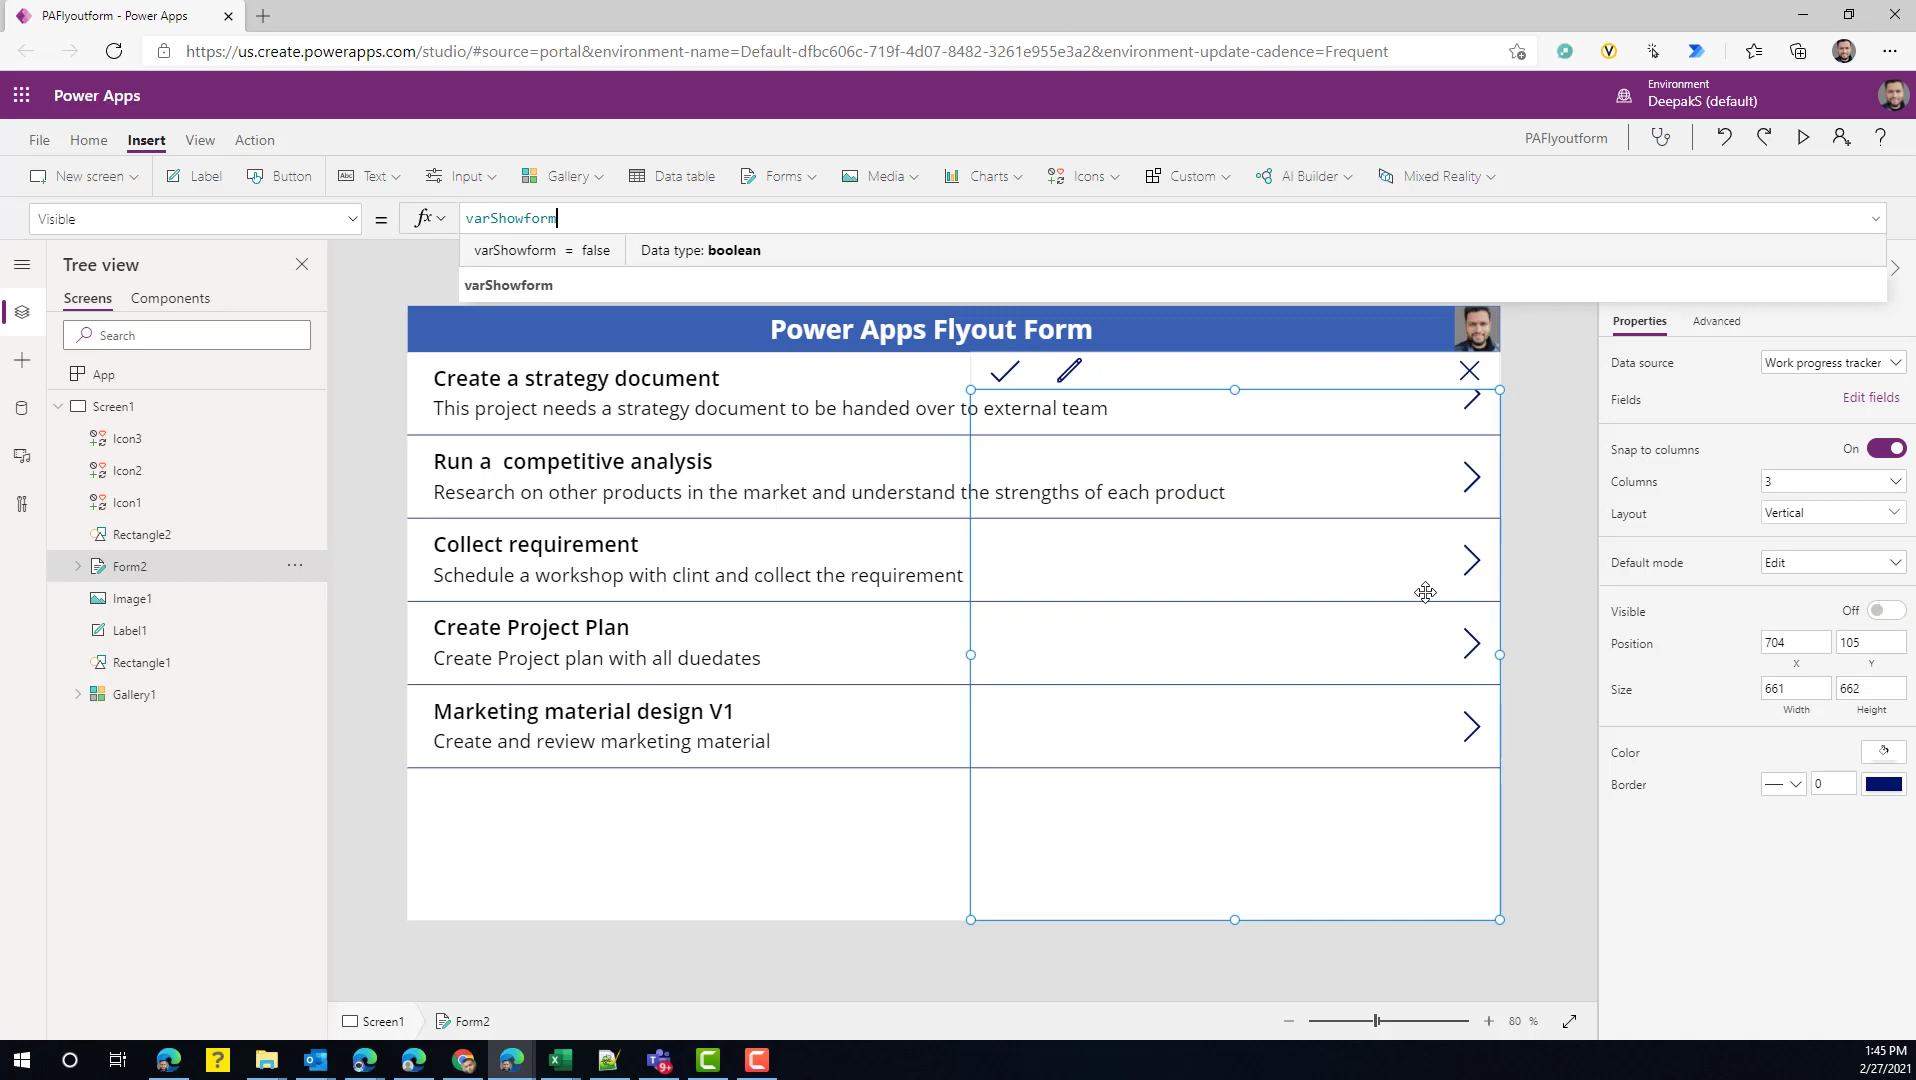 PAFlyoutform - Power Apps
https://us.create.powerapps.com/studio/#source=portal&environment-name=Default-dfbc606c-719f-4d07-8482-3261e955e3a2&environment-update-cadence=Frequent
Power Apps
Environment
DeepakS (default)
File
Home
Insert
View
Action
PAFlyoutform
New screen
Label
Button
Abc Text
Input
Gallery
Data table
Forms
Media
Charts
Icons
Custom
AI Builder
Mixed Reality
Visible
=
fx
varShowform
varShowform = false
Data type: boolean
varShowform
Tree view
Screens
Components
Search
App
Screen1
Icon3
Icon2
Icon1
Rectangle2
Form2
Image1
Label1
Rectangle1
Gallery1
Power Apps Flyout Form
Create a strategy document
This project needs a strategy document to be handed over to external team
Run a  competitive analysis
Research on other products in the market and understand the strengths of each product
Collect requirement
Schedule a workshop with clint and collect the requirement
Create Project Plan
Create Project plan with all duedates
Marketing material design V1
Create and review marketing material
Properties
Advanced
Data source
Work progress tracker
Fields
Edit fields
Snap to columns
On
Columns
3
Layout
Vertical
Default mode
Edit
Visible
Off
Position
704
105
X
Y
Size
661
662
Width
Height
Color
Border
0
Screen1
Form2
80 %
9+
1:45 PM
2/27/2021